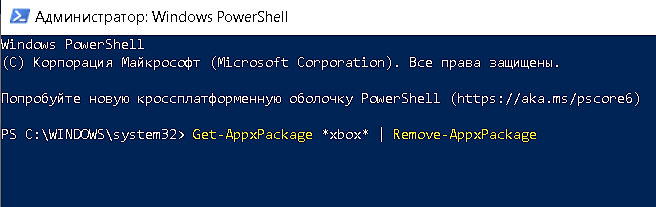 Администратор: Windows PowerShell
Windows PowerShell
(C) Корпорация Майкрософт (Microsoft Corporation). Все права защищены.
Попробуйте новую кроссплатформенную оболочку PowerShell (https://aka.ms/pscore6)
PS C:\WINDOWS\system32> Get-AppxPackage *xbox* | Remove-AppxPackage